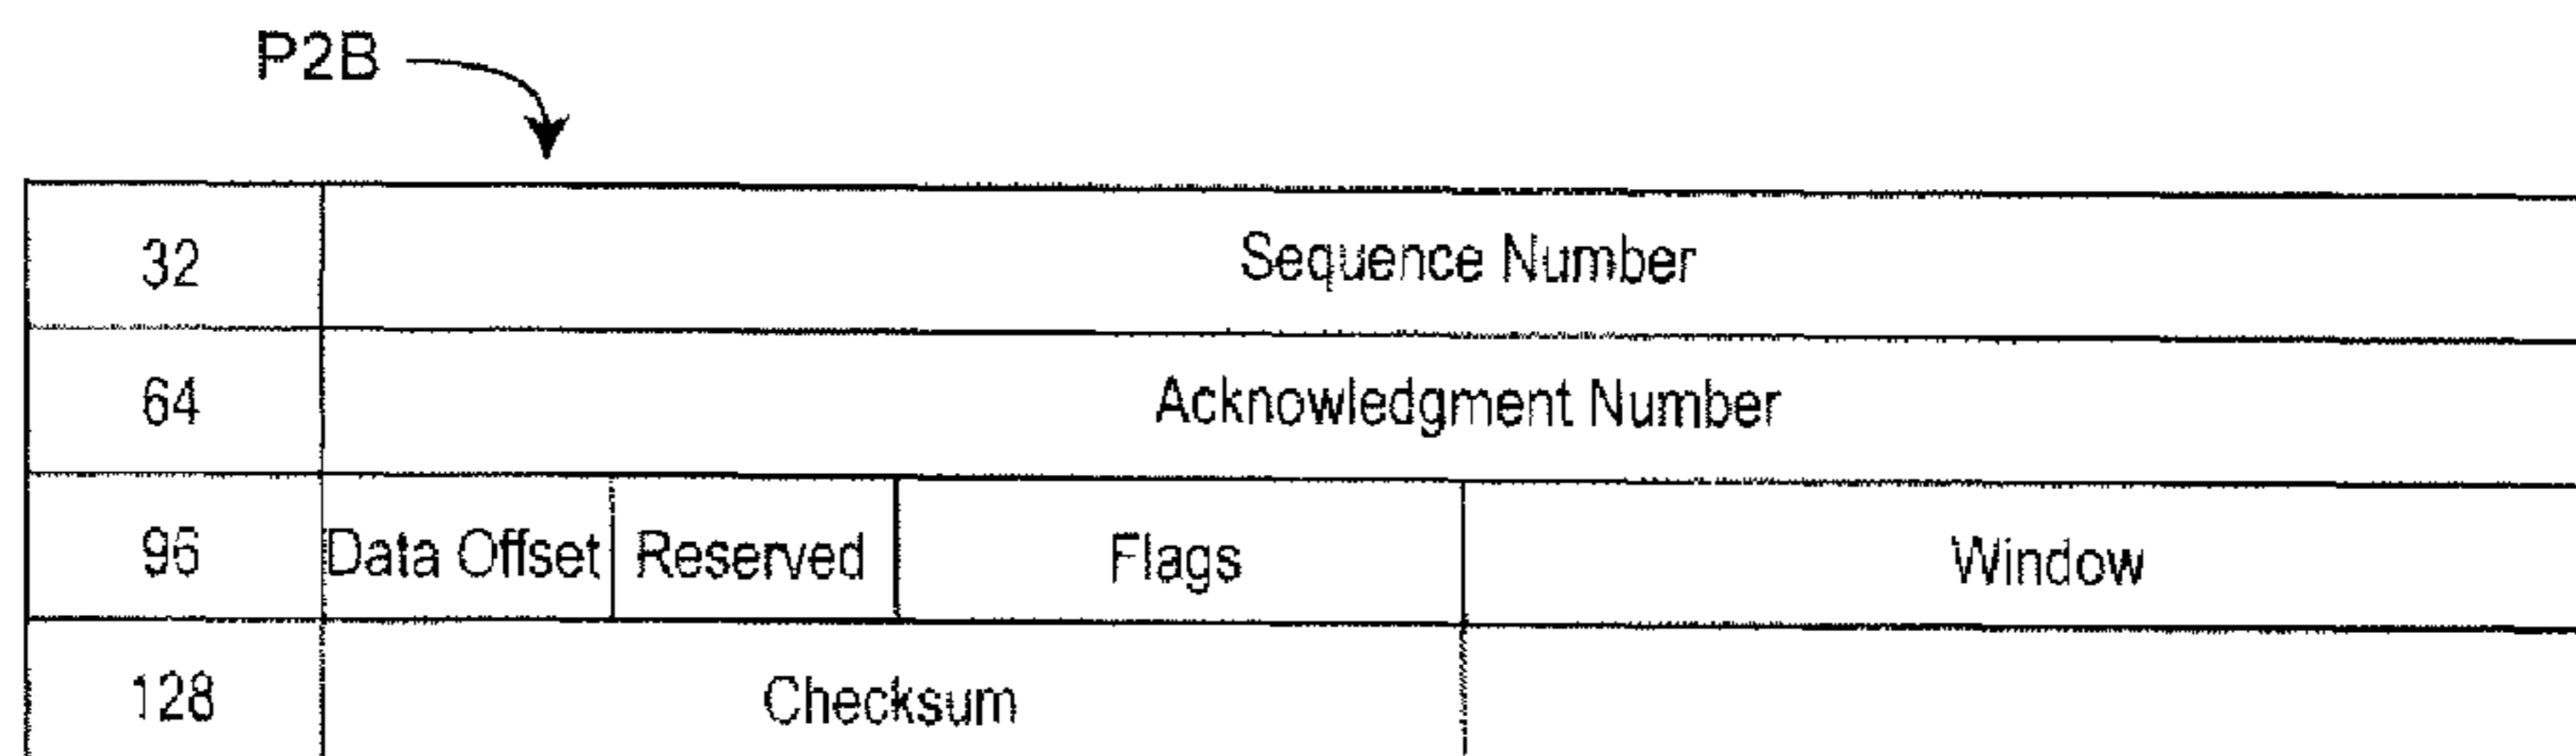 P2B
32 Sequence Number
64 Acknowledgment Number
96 Data Offset Reserved Flags Window
128 Checksum